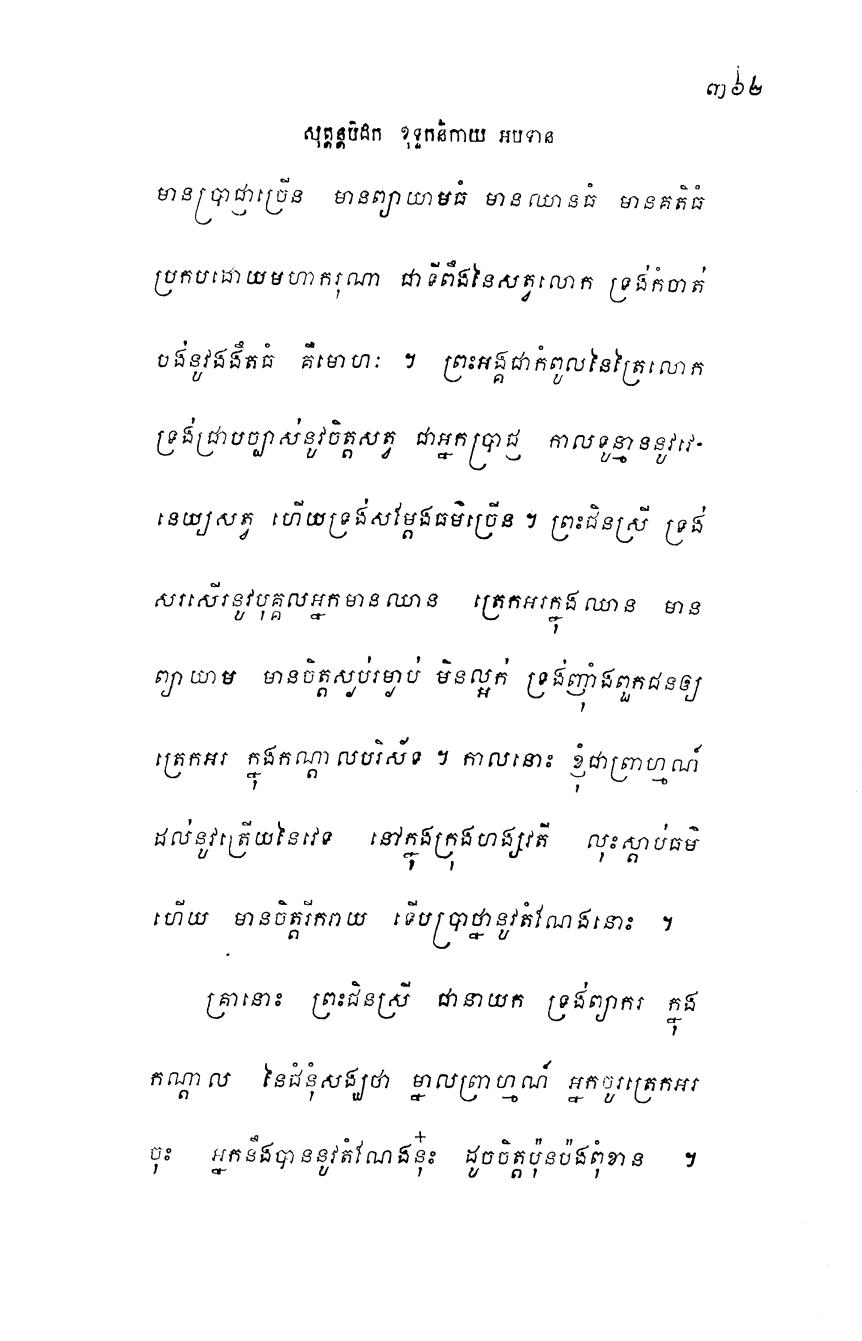 ៣៦២
សុត្តន្តបិដក ខុទ្ទកនិកាយ អបទាន
មានប្រាជ្ញាច្រើន មានព្យាយាមធំ មានឈានធំ មានគតិធំ
ប្រកបដោយមហាករុណា ជាទីពឹងនៃសត្វលោក ទ្រង់កំចាត់
បង់នូវងងឹតធំ គឺមោហៈ ។ ព្រះអង្គជាកំពូលនៃត្រៃលោក
ទ្រង់ជ្រាបច្បាស់នូវចិត្តសត្វ ជាអ្នកប្រាជ្ញ កាលទូន្មាននូវវេ-
នេយ្យសត្វ ហើយទ្រង់សម្តែងធម៌ច្រើន ។ ព្រះជិនស្រី ទ្រង់
សរសើរនូវបុគ្គលអ្នកមានឈាន ត្រេកអរក្នុងឈាន មាន
ព្យាយាម មានចិត្តស្ងប់រម្ងាប់ មិនល្អក់ ទ្រង់ញុំាងពួកជនឲ្យ
ត្រេកអរ ក្នុងកណ្តាលបរិស័ទ ។ កាលនោះ ខ្ញុំជាព្រាហ្មណ៍
ដល់នូវត្រើយនៃវេទ នៅក្នុងក្រុងហង្សវតី លុះស្តាប់ធម៌
ហើយ មានចិត្តរីករាយ ទើបប្រាថ្នានូវតំណែងនោះ ។
គ្រានោះ ព្រះជិនស្រី ជានាយក ទ្រង់ព្យាករ ក្នុង
កណ្តាល នៃជំនុំសង្ឃថា ម្នាលព្រាហ្មណ៍ អ្នកចូរត្រេកអរ
ចុះ អ្នកនឹងបាននូវតំណែងនុ៎ះ ដូចចិត្តប៉ុនប៉ងពុំខាន ។